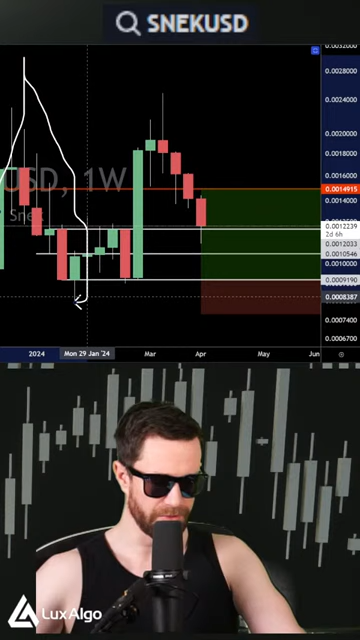 SNEKUSD
0.0032000
0.0028000
0.0024000
0.0020000
0.0018000
USD, 1W
0.0016000
0.0014915
0.0014000
Snek
0.0012239
2d 6h
0.0012033
0.0010546
0.0010000
0.0009190
0.0008387
0.0007400
0.0006700
2024
Mon 29 Jan '24
Mar
Apr
May
Jun
LuxAlgo